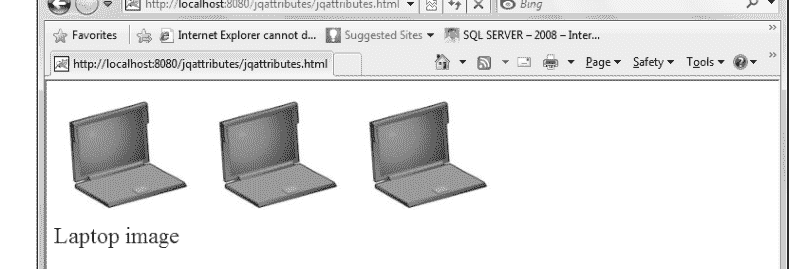 http://localhost:8080/jqattributes/jqattributes.html Bing
Favorites Internet Explorer cannot d... Suggested Sites SQL SERVER – 2008 – Inter...
http://localhost:8080/jqattributes/jqattributes.html Page Safety Tools
Laptop image